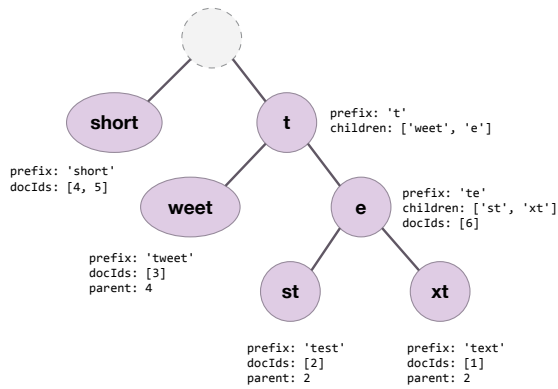 short
t
prefix: 't'
children: ['weet', 'e']
prefix: 'short'
docIds: [4, 5]
weet
e
prefix: 'te'
children: ['st', 'xt']
docIds: [6]
prefix: 'tweet'
docIds: [3]
parent: 4
st
xt
prefix: 'test'
docIds: [2]
parent: 2
prefix: 'text'
docIds: [1]
parent: 2